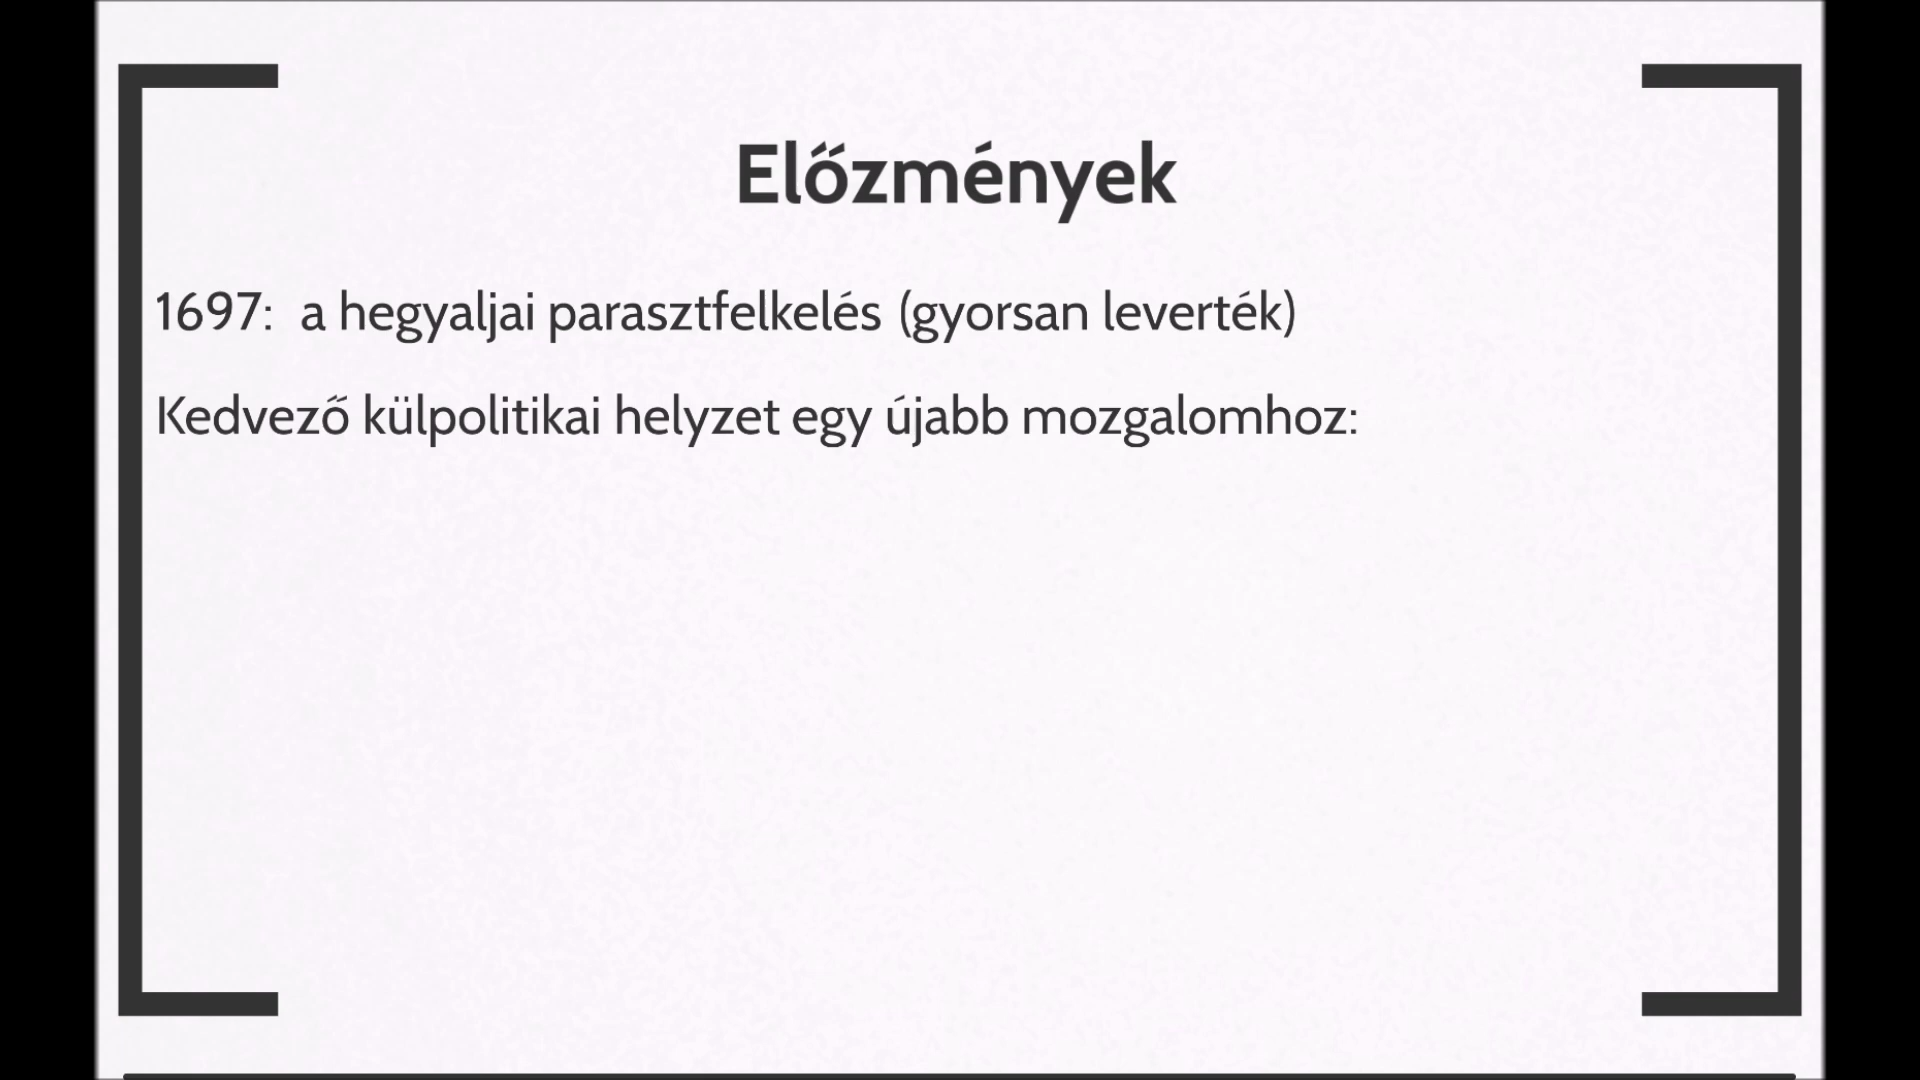 Előzmények
1697: a hegyaljai parasztfelkelés (gyorsan leverték)
Kedvező külpolitikai helyzet egy újabb mozgalomhoz: